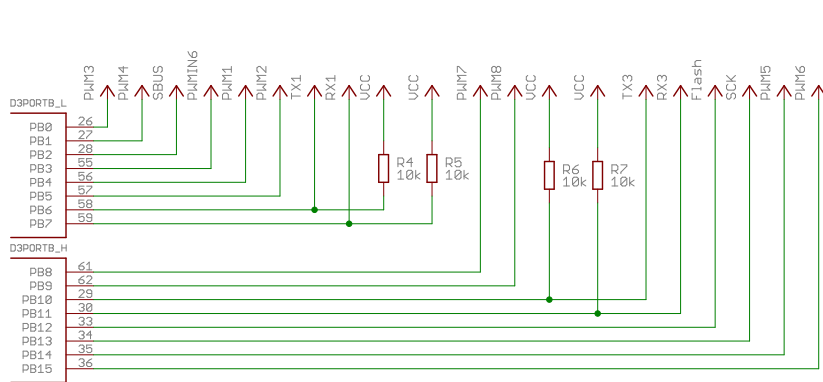 PWM3
PWM4
SBUS
PWMIN6
PWM1
PWM2
TX1
RX1
VCC
VCC
PWM7
PWM8
VCC
VCC
TX3
RX3
Flash
SCK
PWM5
PWM6
D3PORTB_L
PB0 26
PB1 27
PB2 28
PB3 55
PB4 56
PB5 57
PB6 58
PB7 59
R4
10k
R5
10k
R6
10k
R7
10k
D3PORTB_H
PB8 61
PB9 62
PB10 29
PB11 30
PB12 33
PB13 34
PB14 35
PB15 36